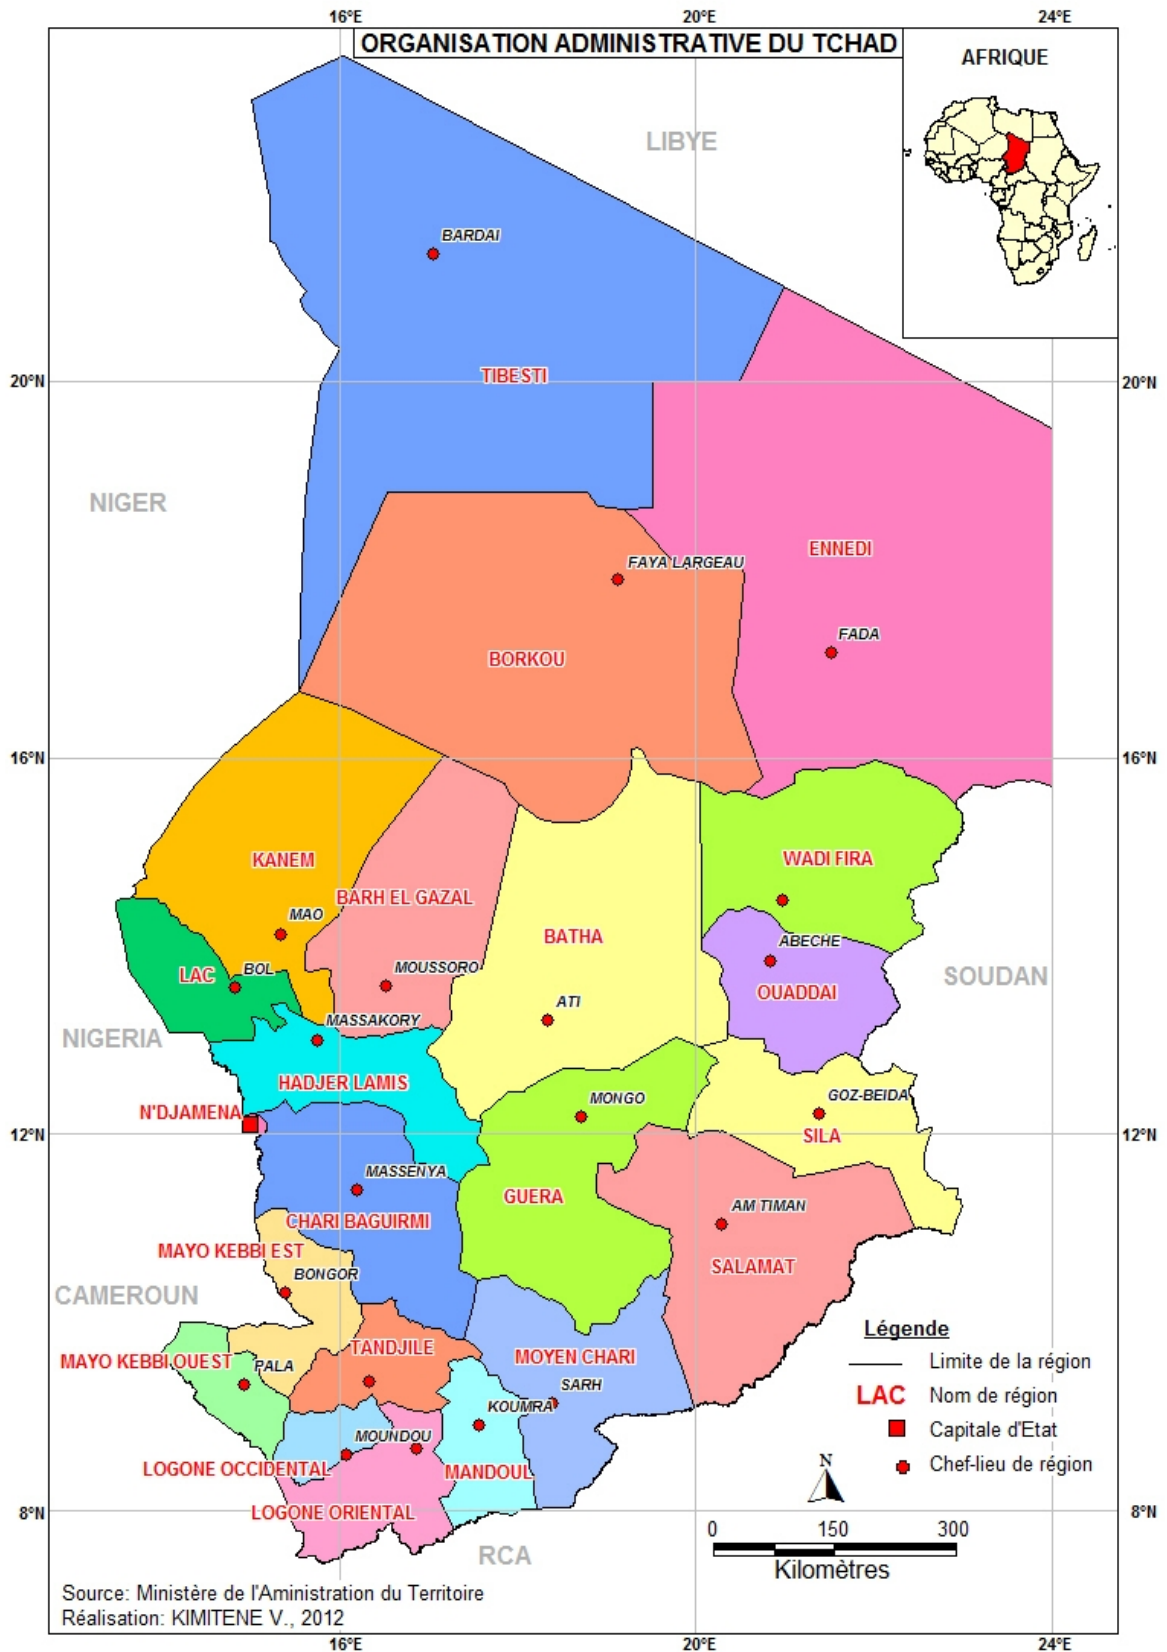 16°E 20°E 24°E
ORGANISATION ADMINISTRATIVE DU TCHAD
AFRIQUE
LIBYE
BARDAI
TIBESTI
20°N 20°N
NIGER
ENNEDI
FAYA LARGEAU
FADA
BORKOU
16°N 16°N
WADI FIRA
KANEM
BARH EL GAZAL
MAO
BATHA
ABECHE
LAC
BOL
MOUSSORO
SOUDAN
OUADDAI
ATI
MASSAKORY
NIGERIA
HADJER LAMIS
GOZ-BEIDA
MONGO
N'DJAMENA
12°N 12°N
SILA
MASSENYA
GUERA
AM TIMAN
CHARI BAGUIRMI
MAYO KEBBI EST
SALAMAT
BONGOR
CAMEROUN
Légende
TANDJILE
MOYEN CHARI
MAYO KEBBI OUEST
PALA
Limite de la région
SARH
LAC Nom de région
KOUMRA
Capitale d'Etat
MOUNDOU
Chef-lieu de région
N
LOGONE OCCIDENTAL
MANDOUL
LOGONE ORIENTAL
8°N 8°N
0 150 300
Kilomètres
RCA
Source: Ministère de l'Aministration du Territoire
Réalisation: KIMITENE V., 2012
16°E 20°E 24°E